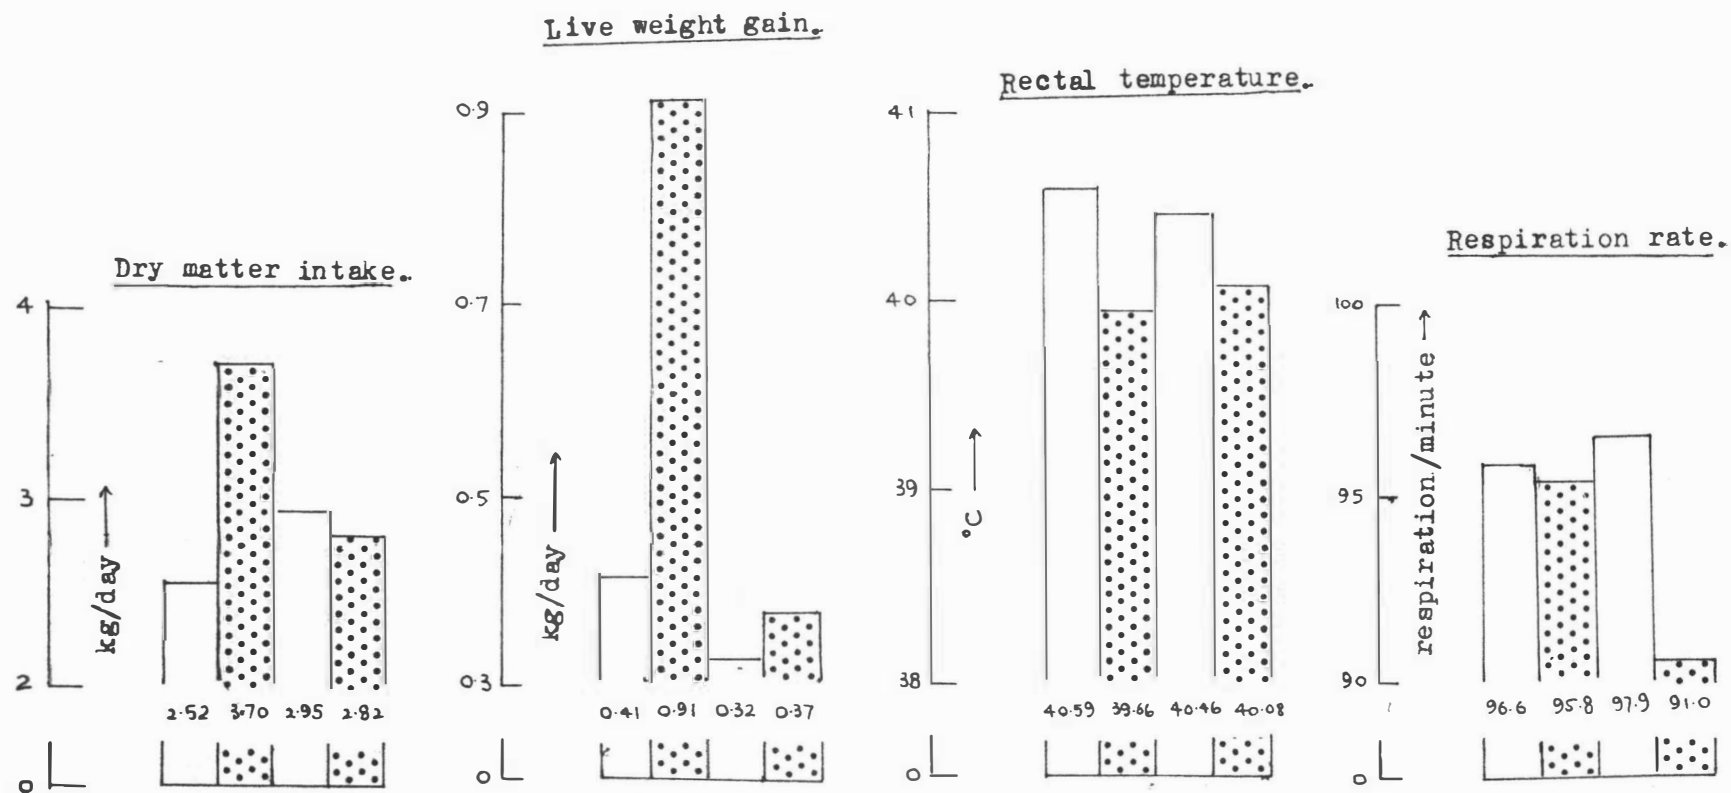 Live weight gain.
Rectal temperature.
Respiration rate.
Dry matter intake.
4
3
2
0
kg/day
2.52 3.70 2.95 2.82
0.9
0.7
0.5
0.3
0
kg/day
0.41 0.91 0.32 0.37
41
40
39
38
0
°C
40.59 39.66 40.46 40.08
100
95
90
0
respiration/minute
96.6 95.8 97.9 91.0